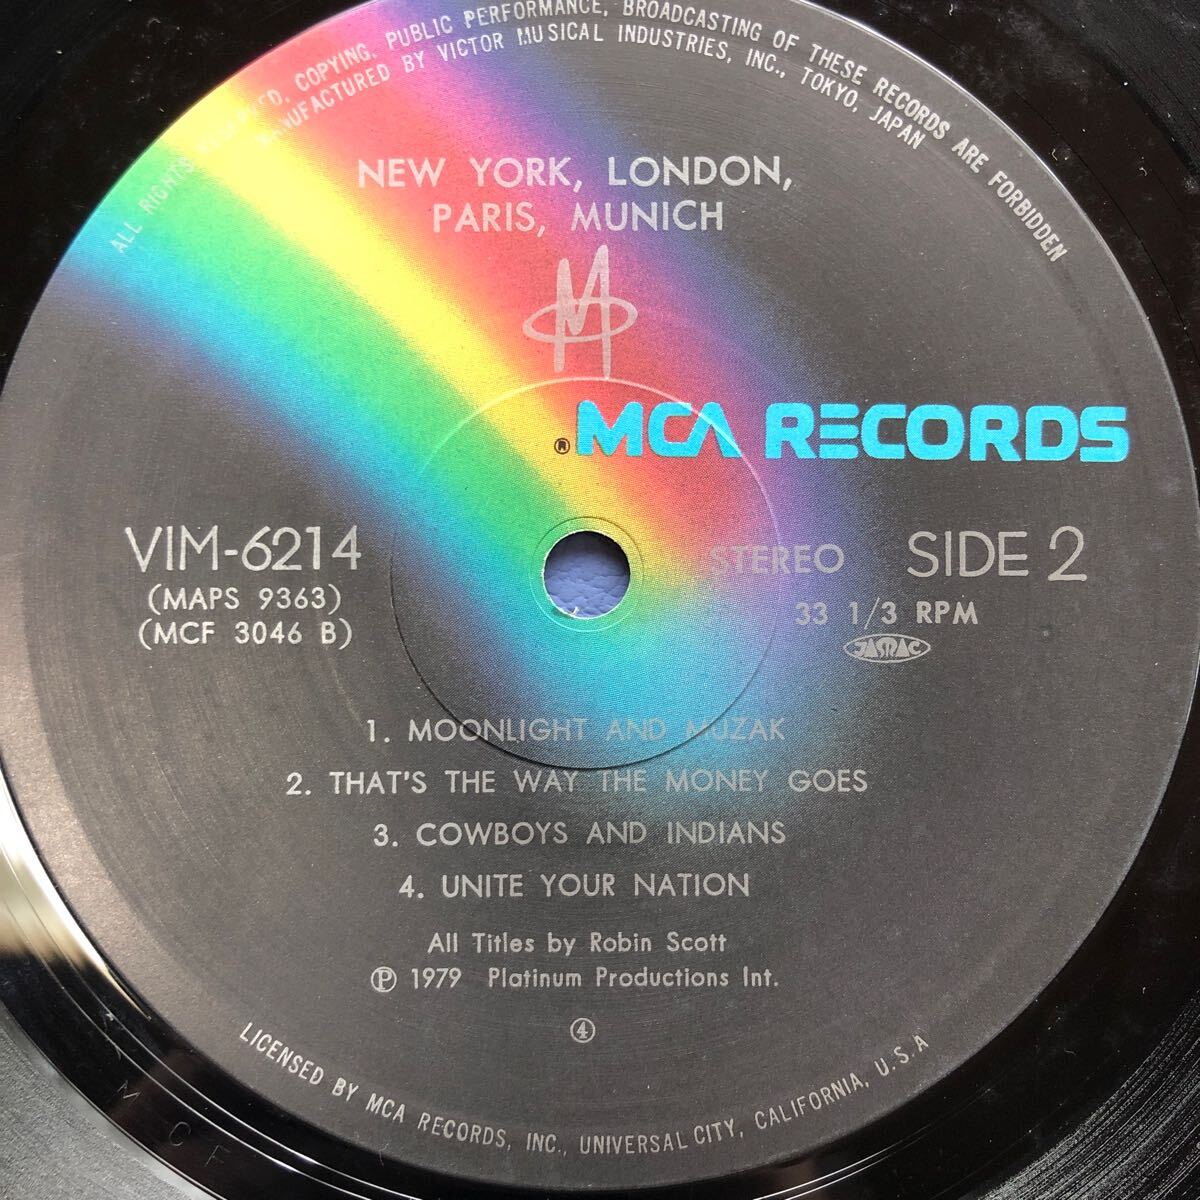 ALL RIGHTS RESERVED. COPYING, PUBLIC PERFORMANCE, BROADCASTING OF THESE RECORDS ARE FORBIDDEN
MANUFACTURED BY VICTOR MUSICAL INDUSTRIES, INC., TOKYO, JAPAN
NEW YORK, LONDON,
PARIS, MUNICH
M
® MCA RECORDS
VIM-6214
(MAPS 9363)
(MCF 3046 B)
STEREO SIDE 2
33 1/3 RPM
JASRAC
1. MOONLIGHT AND MUZAK
2. THAT'S THE WAY THE MONEY GOES
3. COWBOYS AND INDIANS
4. UNITE YOUR NATION
All Titles by Robin Scott
℗ 1979 Platinum Productions Int.
④
LICENSED BY MCA RECORDS, INC., UNIVERSAL CITY, CALIFORNIA, U.S.A
M C F